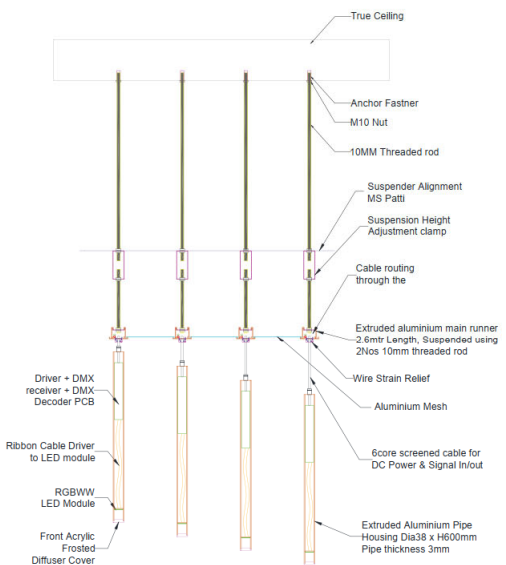 True Ceiling
Anchor Fastner
M10 Nut
10MM Threaded rod
Suspender Alignment
MS Patti
Suspension Height
Adjustment clamp
Cable routing
through the
Extruded aluminium main runner
2.6mtr Length, Suspended using
2Nos 10mm threaded rod
Wire Strain Relief
Aluminium Mesh
Driver + DMX
receiver + DMX
Decoder PCB
Ribbon Cable Driver
to LED module
6core screened cable for
DC Power & Signal In/out
RGBWW
LED Module
Front Acrylic
Frosted
Diffuser Cover
Extruded Aluminium Pipe
Housing Dia38 x H600mm
Pipe thickness 3mm